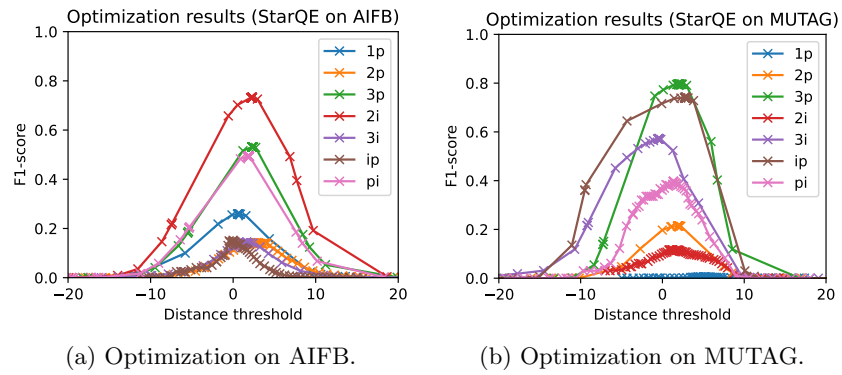 Optimization results (StarQE on AIFB)
1.0
0.8
0.6
0.4
0.2
0.0
F1-score
1p
2p
3p
2i
3i
ip
pi
−20
−10
0
10
20
Distance threshold
(a) Optimization on AIFB.
Optimization results (StarQE on MUTAG)
1.0
0.8
0.6
0.4
0.2
0.0
F1-score
1p
2p
3p
2i
3i
ip
pi
−20
−10
0
10
20
Distance threshold
(b) Optimization on MUTAG.